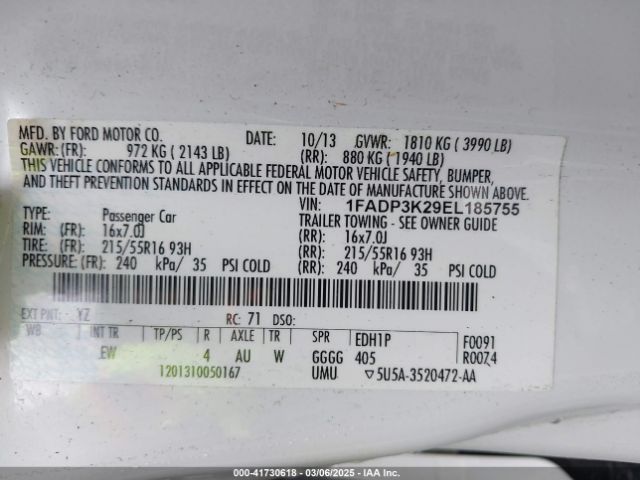 MFD. BY FORD MOTOR CO. DATE: 10/13 GVWR: 1810 KG ( 3990 LB)
GAWR: (FR): 972 KG ( 2143 LB) (RR): 880 KG ( 1940 LB)
THIS VEHICLE CONFORMS TO ALL APPLICABLE FEDERAL MOTOR VEHICLE SAFETY, BUMPER,
AND THEFT PREVENTION STANDARDS IN EFFECT ON THE DATE OF MANUFACTURE SHOWN ABOVE.
VIN: 1FADP3K29EL185755
TYPE: Passenger Car TRAILER TOWING - SEE OWNER GUIDE
RIM: (FR): 16x7.0J (RR): 16x7.0J
TIRE: (FR): 215/55R16 93H (RR): 215/55R16 93H
PRESSURE: (FR): 240 kPa/ 35 PSI COLD (RR): 240 kPa/ 35 PSI COLD
EXT PNT: YZ RC: 71 DSO:
WB INT TR TP/PS R AXLE TR SPR EDH1P F0091
EW 4 AU W GGGG 405 R0074
1201310050167 UMU ▽5U5A-3520472-AA
000-41730618 | 03/06/2025 - IAA Inc.